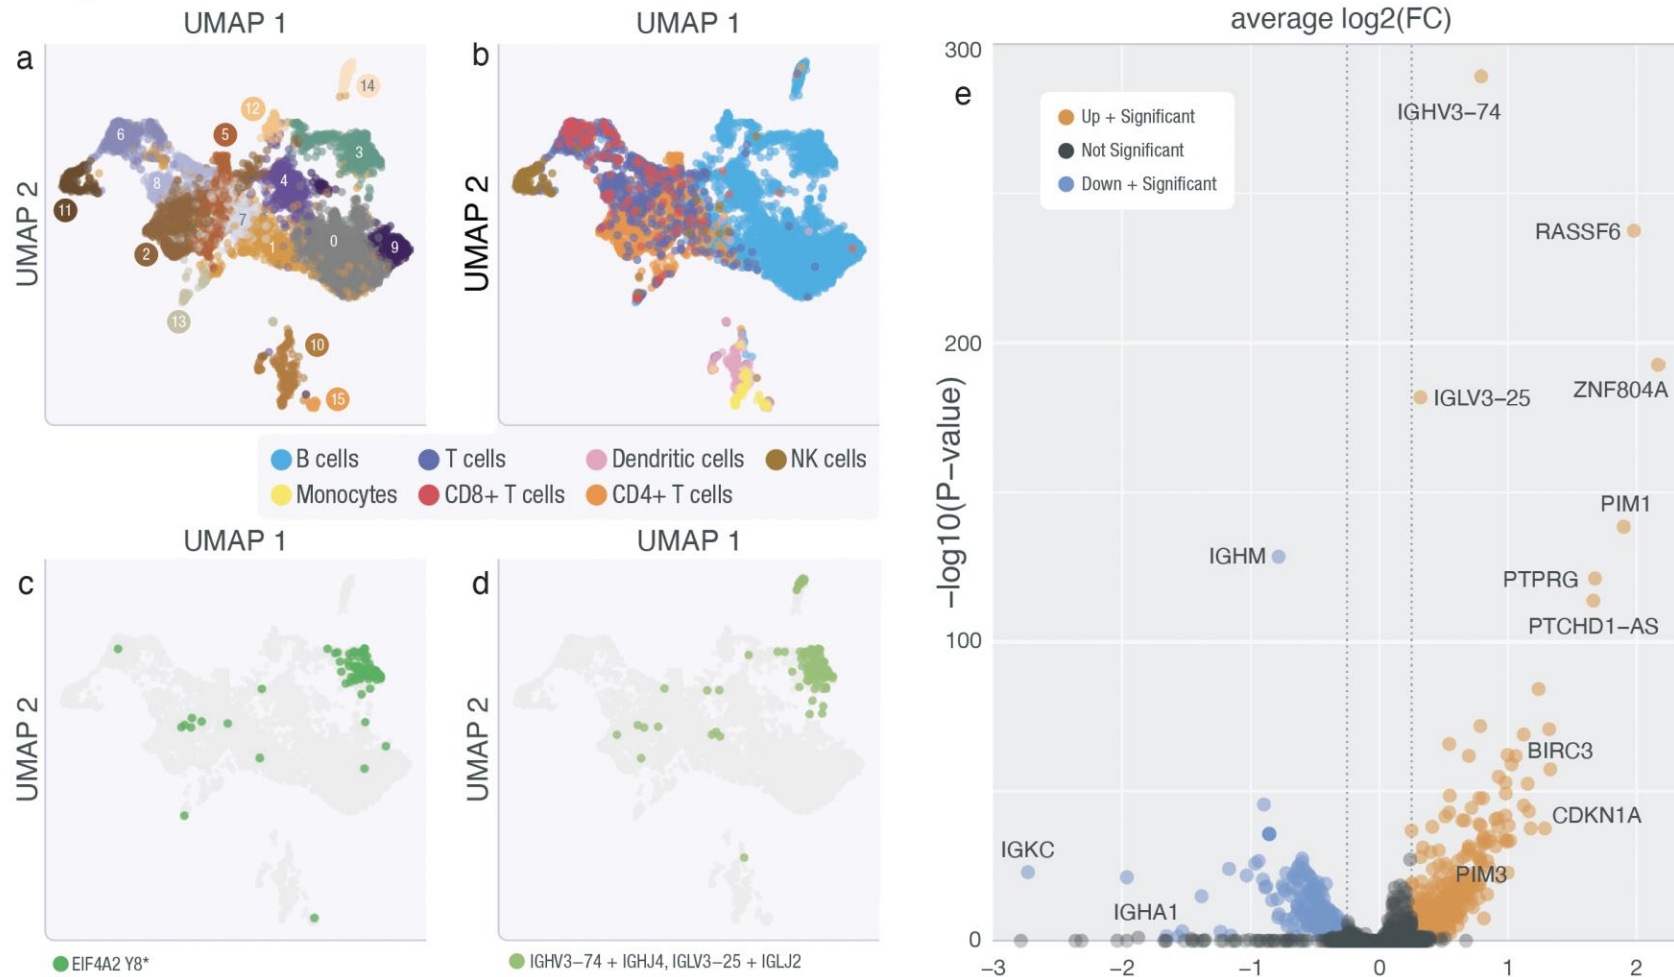 UMAP 1
UMAP 1
average log2(FC)
a
UMAP 2
14
12
5
6
3
8
4
11
7
2
1
0
9
13
10
15
b
UMAP 2
B cells
T cells
Dendritic cells
NK cells
Monocytes
CD8+ T cells
CD4+ T cells
UMAP 1
UMAP 1
c
UMAP 2
EIF4A2 Y8*
d
UMAP 2
IGHV3-74 + IGHJ4, IGLV3-25 + IGLJ2
e
Up + Significant
Not Significant
Down + Significant
−log10(P−value)
300
200
100
0
IGHV3−74
RASSF6
ZNF804A
IGLV3−25
PIM1
IGHM
PTPRG
PTCHD1−AS
BIRC3
CDKN1A
IGKC
PIM3
IGHA1
−3
−2
−1
0
1
2